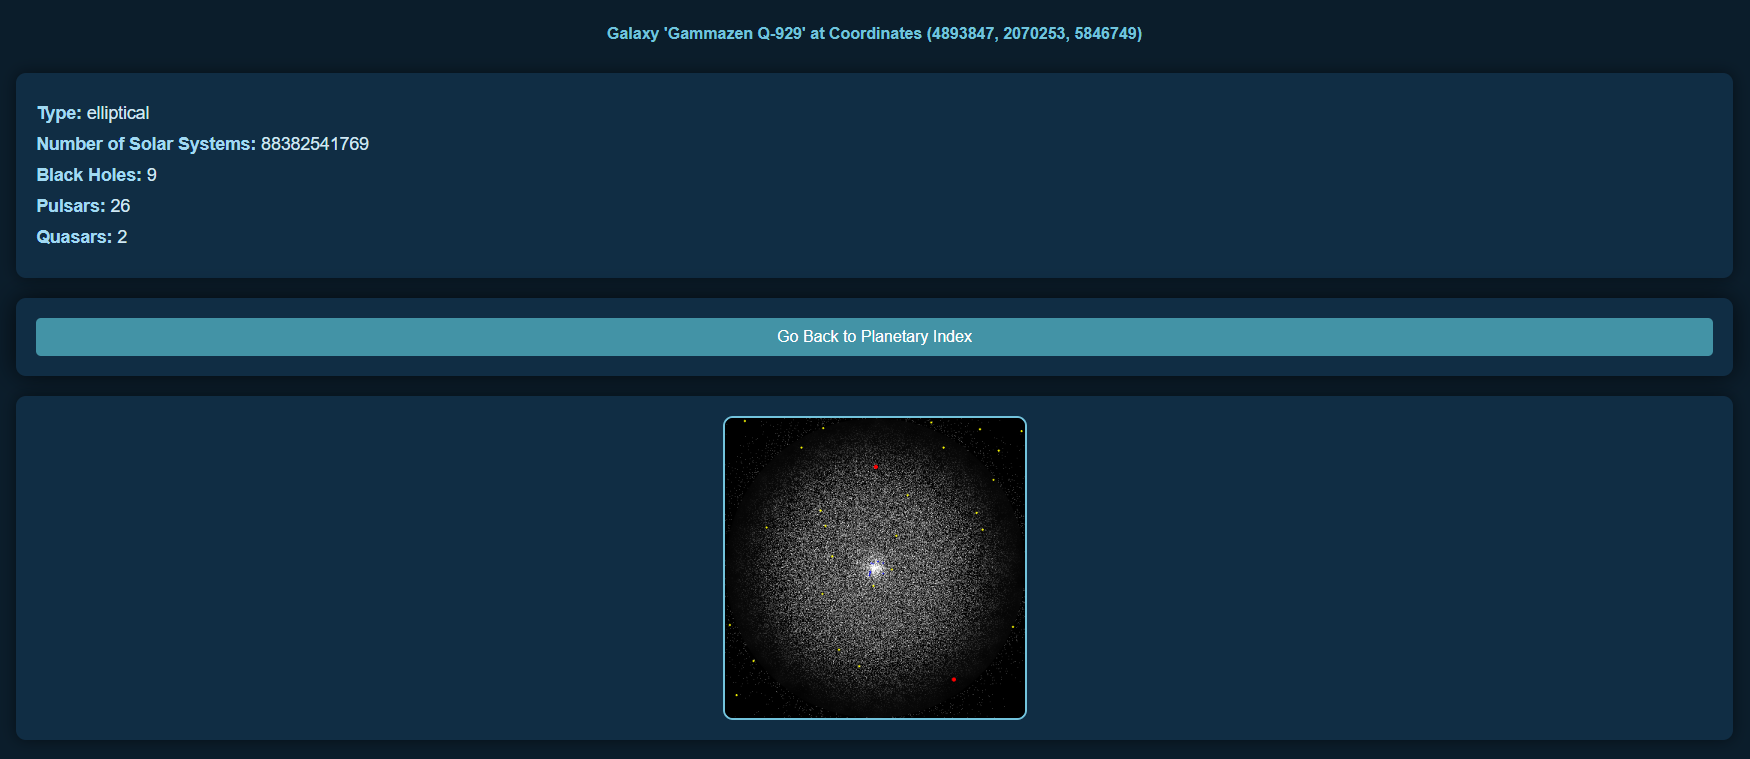 Galaxy 'Gammazen Q-929' at Coordinates (4893847, 2070253, 5846749)
Type: elliptical
Number of Solar Systems: 88382541769
Black Holes: 9
Pulsars: 26
Quasars: 2
Go Back to Planetary Index